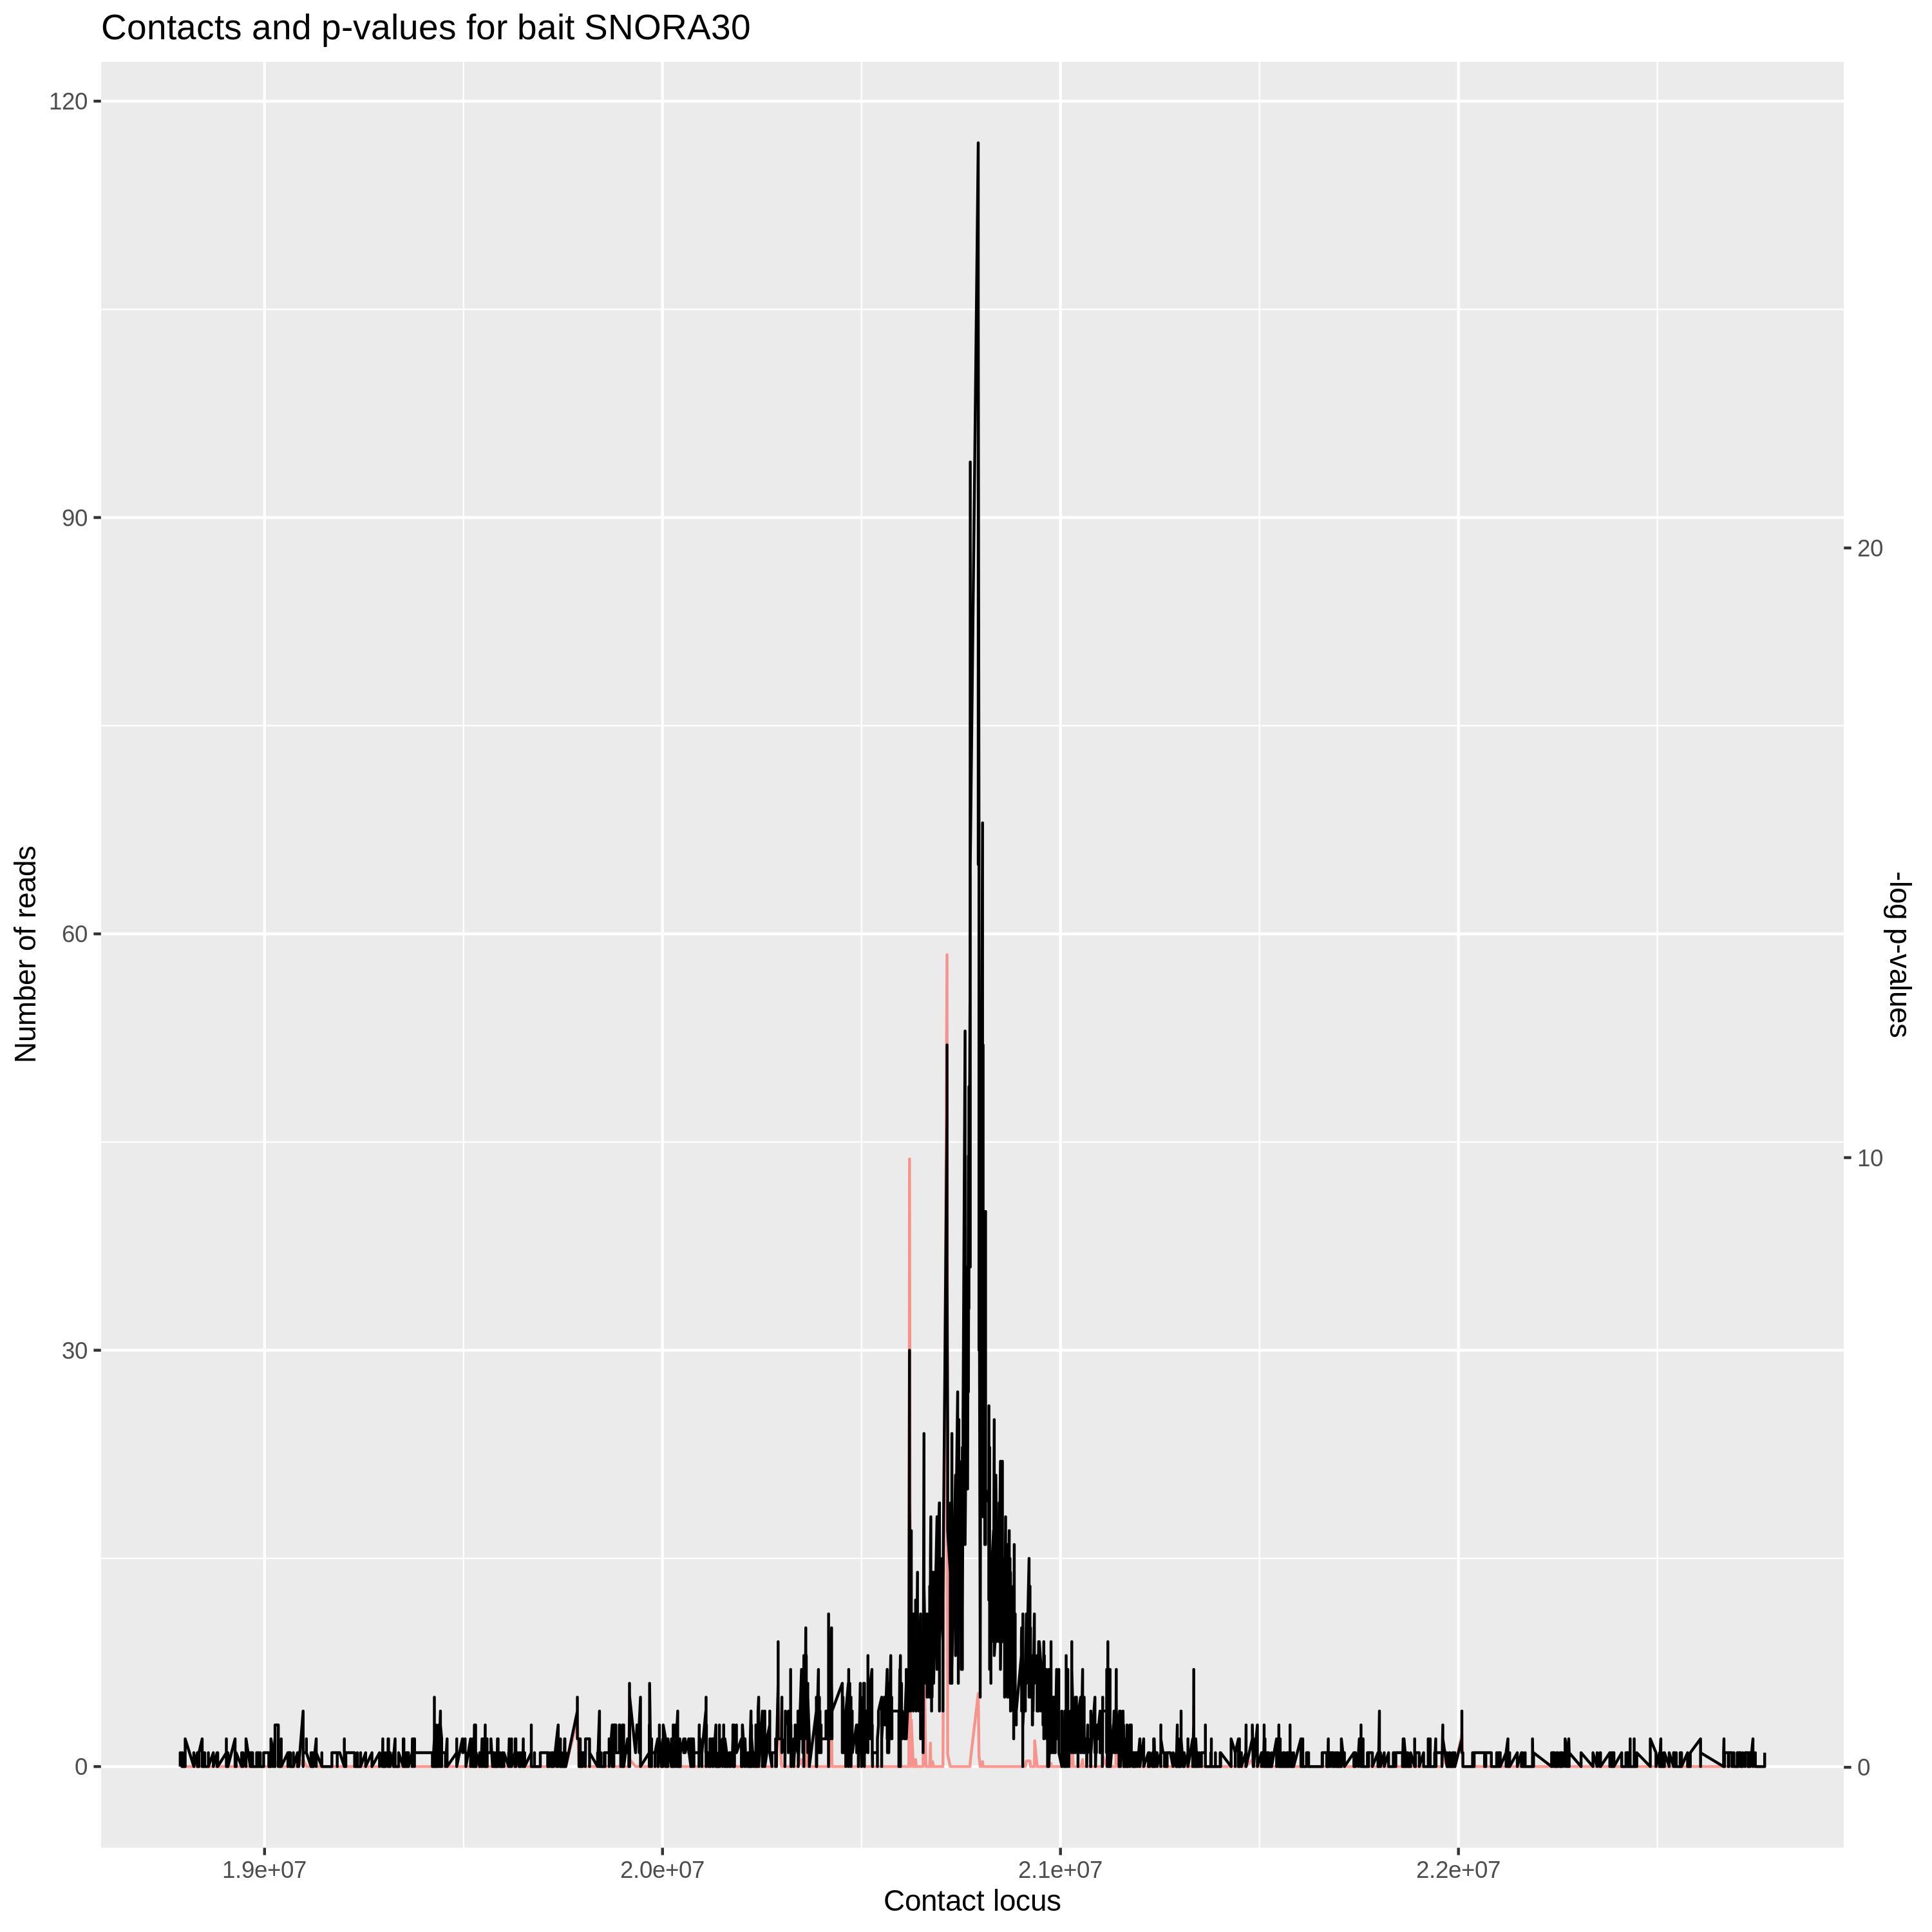 Contacts and p-values for bait SNORA30
120
90
60
30
0
Number of reads
20
10
0
-log p-values
1.9e+07 2.0e+07 2.1e+07 2.2e+07
Contact locus